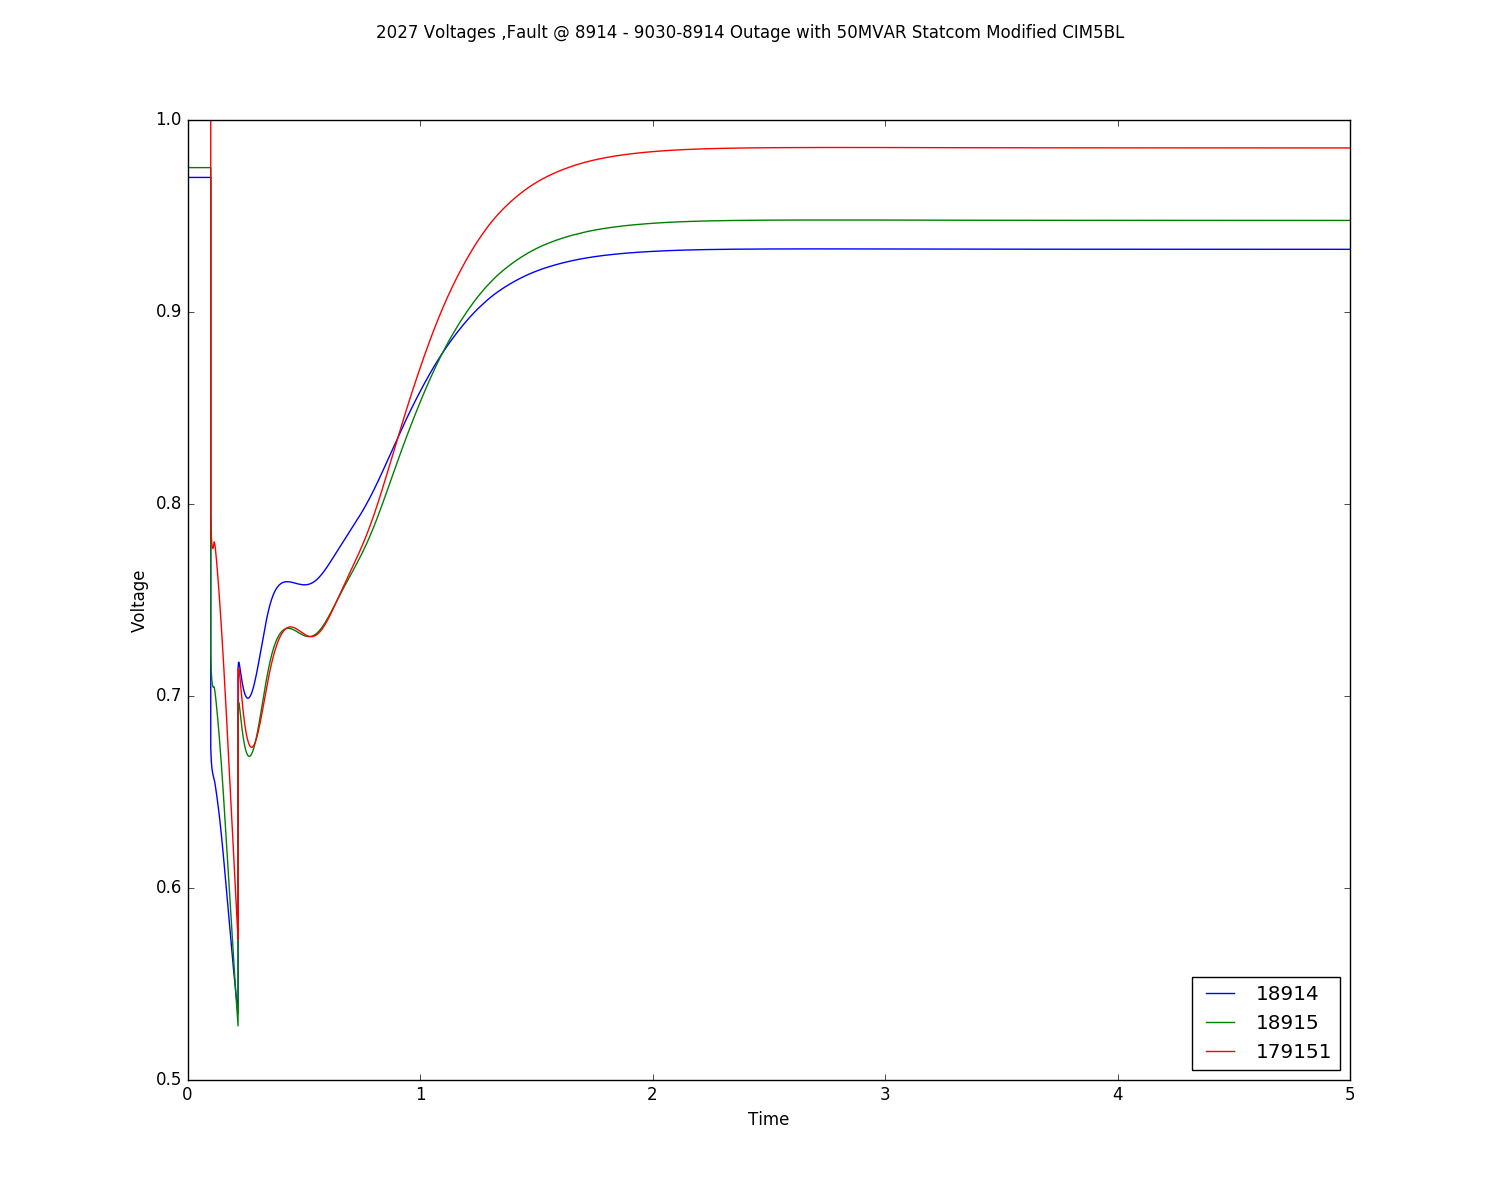 2027 Voltages ,Fault @ 8914 - 9030-8914 Outage with 50MVAR Statcom Modified CIM5BL
1.0
0.9
0.8
0.7
0.6
0.5
Voltage
0 1 2 3 4 5
Time
18914
18915
179151